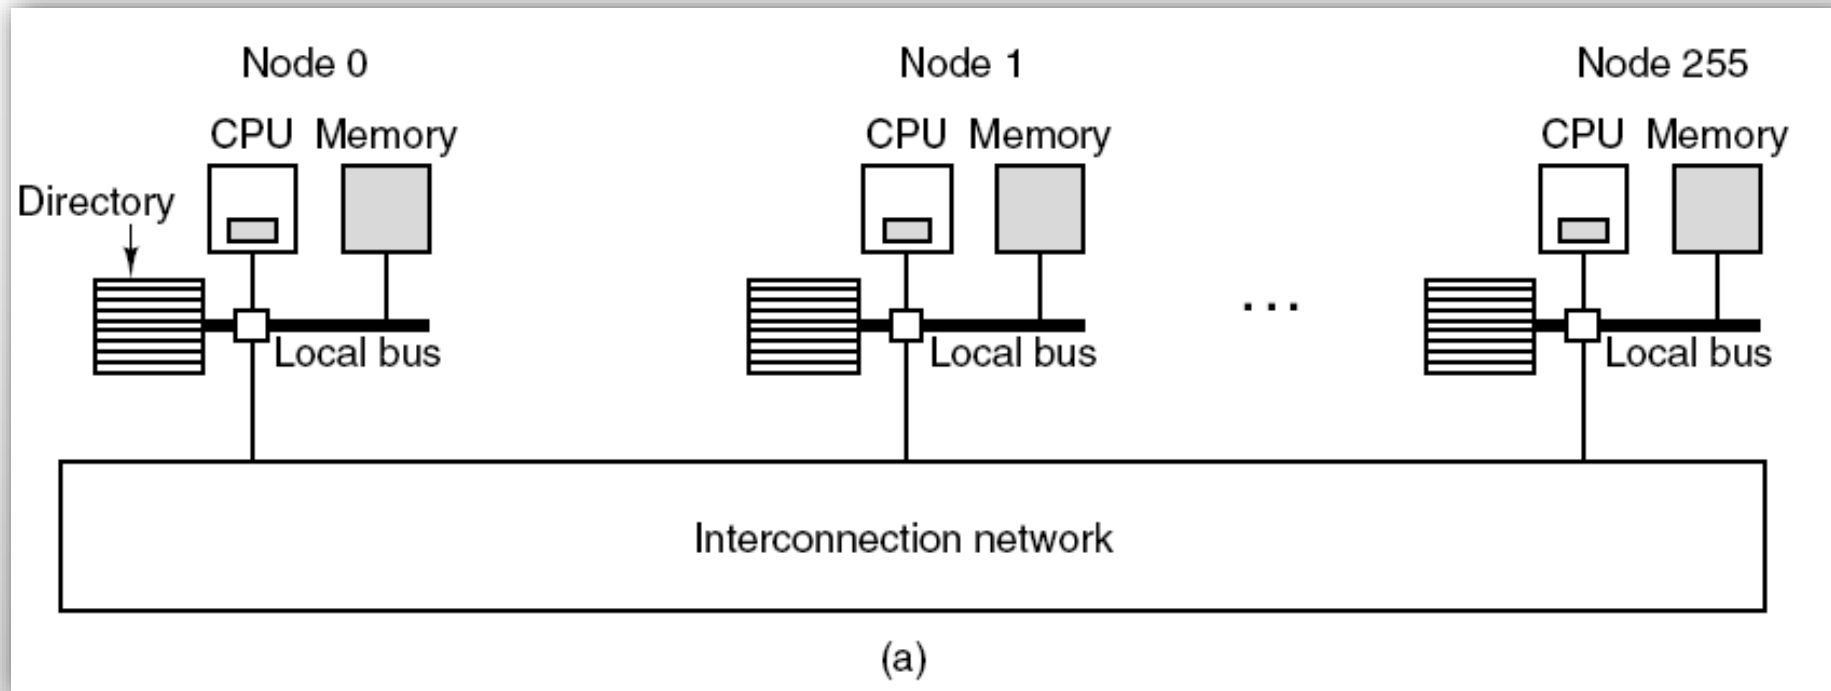 Node 0 Node 1 Node 255
CPU Memory CPU Memory CPU Memory
Directory
...
Local bus Local bus Local bus
Interconnection network
(a)